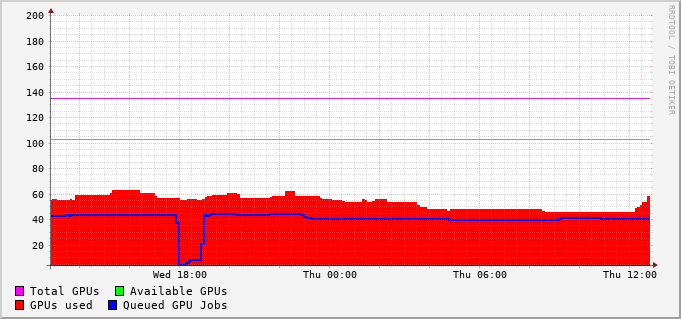 200
180
160
140
120
100
80
60
40
20
Wed 18:00 Thu 00:00 Thu 06:00 Thu 12:00
Total GPUs Available GPUs
GPUs used Queued GPU Jobs
RRDTOOL / TOBI OETIKER